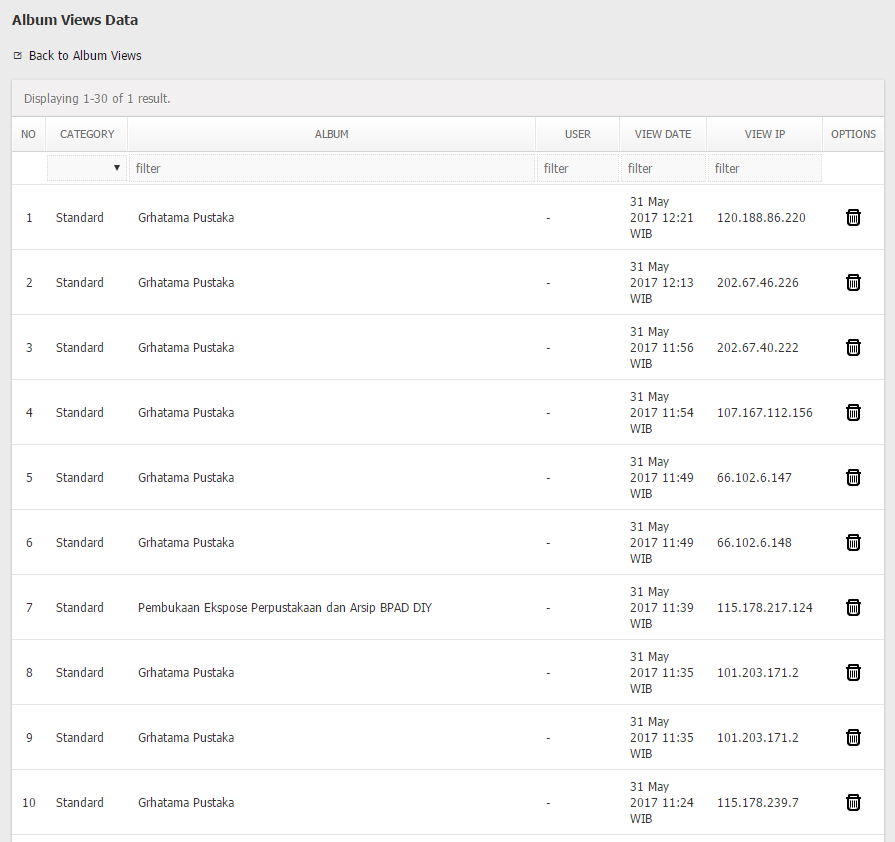 Album Views Data
Back to Album Views
Displaying 1-30 of 1 result.
NO CATEGORY ALBUM USER VIEW DATE VIEW IP OPTIONS
filter filter filter filter
1 Standard Grhatama Pustaka - 31 May 2017 12:21 WIB 120.188.86.220
2 Standard Grhatama Pustaka - 31 May 2017 12:13 WIB 202.67.46.226
3 Standard Grhatama Pustaka - 31 May 2017 11:56 WIB 202.67.40.222
4 Standard Grhatama Pustaka - 31 May 2017 11:54 WIB 107.167.112.156
5 Standard Grhatama Pustaka - 31 May 2017 11:49 WIB 66.102.6.147
6 Standard Grhatama Pustaka - 31 May 2017 11:49 WIB 66.102.6.148
7 Standard Pembukaan Ekspose Perpustakaan dan Arsip BPAD DIY - 31 May 2017 11:39 WIB 115.178.217.124
8 Standard Grhatama Pustaka - 31 May 2017 11:35 WIB 101.203.171.2
9 Standard Grhatama Pustaka - 31 May 2017 11:35 WIB 101.203.171.2
10 Standard Grhatama Pustaka - 31 May 2017 11:24 WIB 115.178.239.7